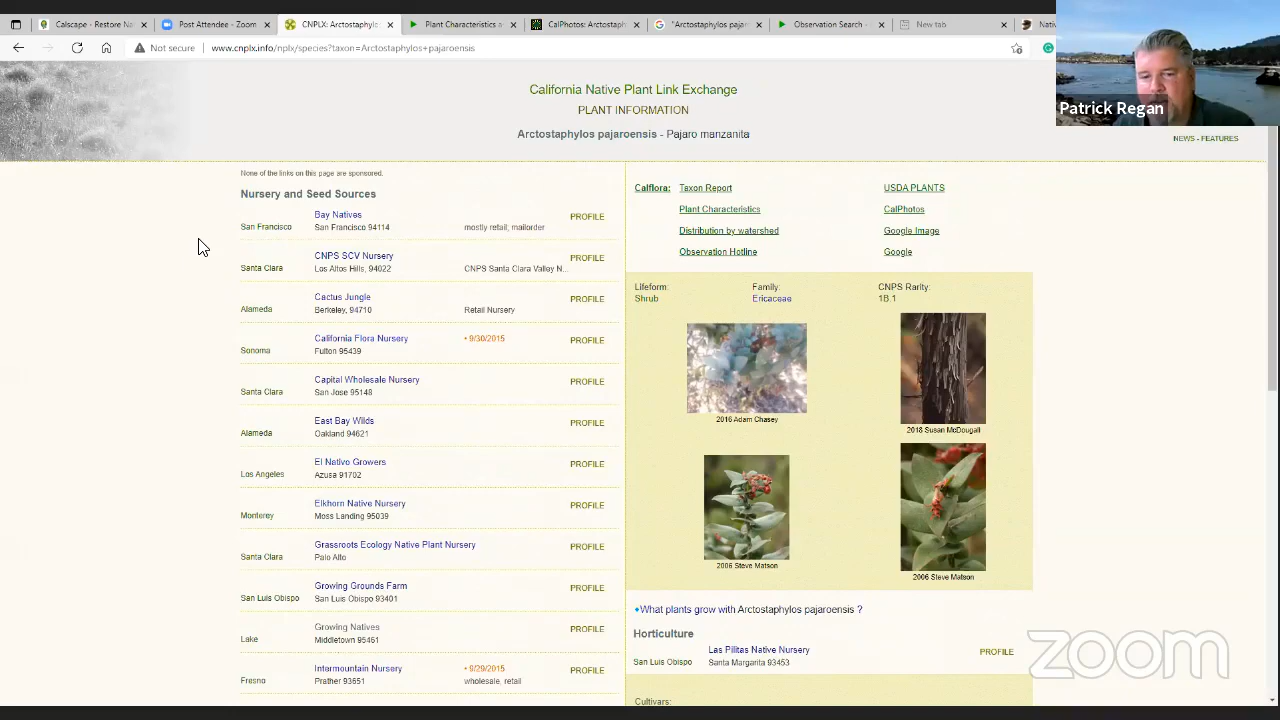 Calscape - Restore Na
Post Attendee - Zoom
CNPLX: Arctostaphylo
Plant Characteristics a
CalPhotos: Arctostaph
"Arctostaphylos pajar
Observation Search -
New tab
Nati
Not secure
www.cnplx.info/nplx/species?taxon=Arctostaphylos+pajaroensis
Patrick Regan
California Native Plant Link Exchange
PLANT INFORMATION
Arctostaphylos pajaroensis - Pajaro manzanita
NEWS - FEATURES
None of the links on this page are sponsored.
Nursery and Seed Sources
Bay Natives
PROFILE
San Francisco San Francisco 94114 mostly retail, mailorder
CNPS SCV Nursery
PROFILE
Santa Clara Los Altos Hills, 94022 CNPS Santa Clara Valley N...
Cactus Jungle
PROFILE
Alameda Berkeley, 94710 Retail Nursery
California Flora Nursery • 9/30/2015
PROFILE
Sonoma Fulton 95439
Capital Wholesale Nursery
PROFILE
Santa Clara San Jose 95148
East Bay Wilds
PROFILE
Alameda Oakland 94621
El Nativo Growers
PROFILE
Los Angeles Azusa 91702
Elkhorn Native Nursery
PROFILE
Monterey Moss Landing 95039
Grassroots Ecology Native Plant Nursery
PROFILE
Santa Clara Palo Alto
Growing Grounds Farm
PROFILE
San Luis Obispo San Luis Obispo 93401
Growing Natives
PROFILE
Lake Middletown 95461
Intermountain Nursery • 9/29/2015
PROFILE
Fresno Prather 93651 wholesale, retail
Calflora: Taxon Report USDA PLANTS
Plant Characteristics CalPhotos
Distribution by watershed Google Image
Observation Hotline Google
Lifeform: Family: CNPS Rarity:
Shrub Ericaceae 1B.1
2016 Adam Chasey
2018 Susan McDougall
2006 Steve Matson
2006 Steve Matson
What plants grow with Arctostaphylos pajaroensis ?
Horticulture
Las Pilitas Native Nursery
PROFILE
San Luis Obispo Santa Margarita 93453
Cultivars:
zoom